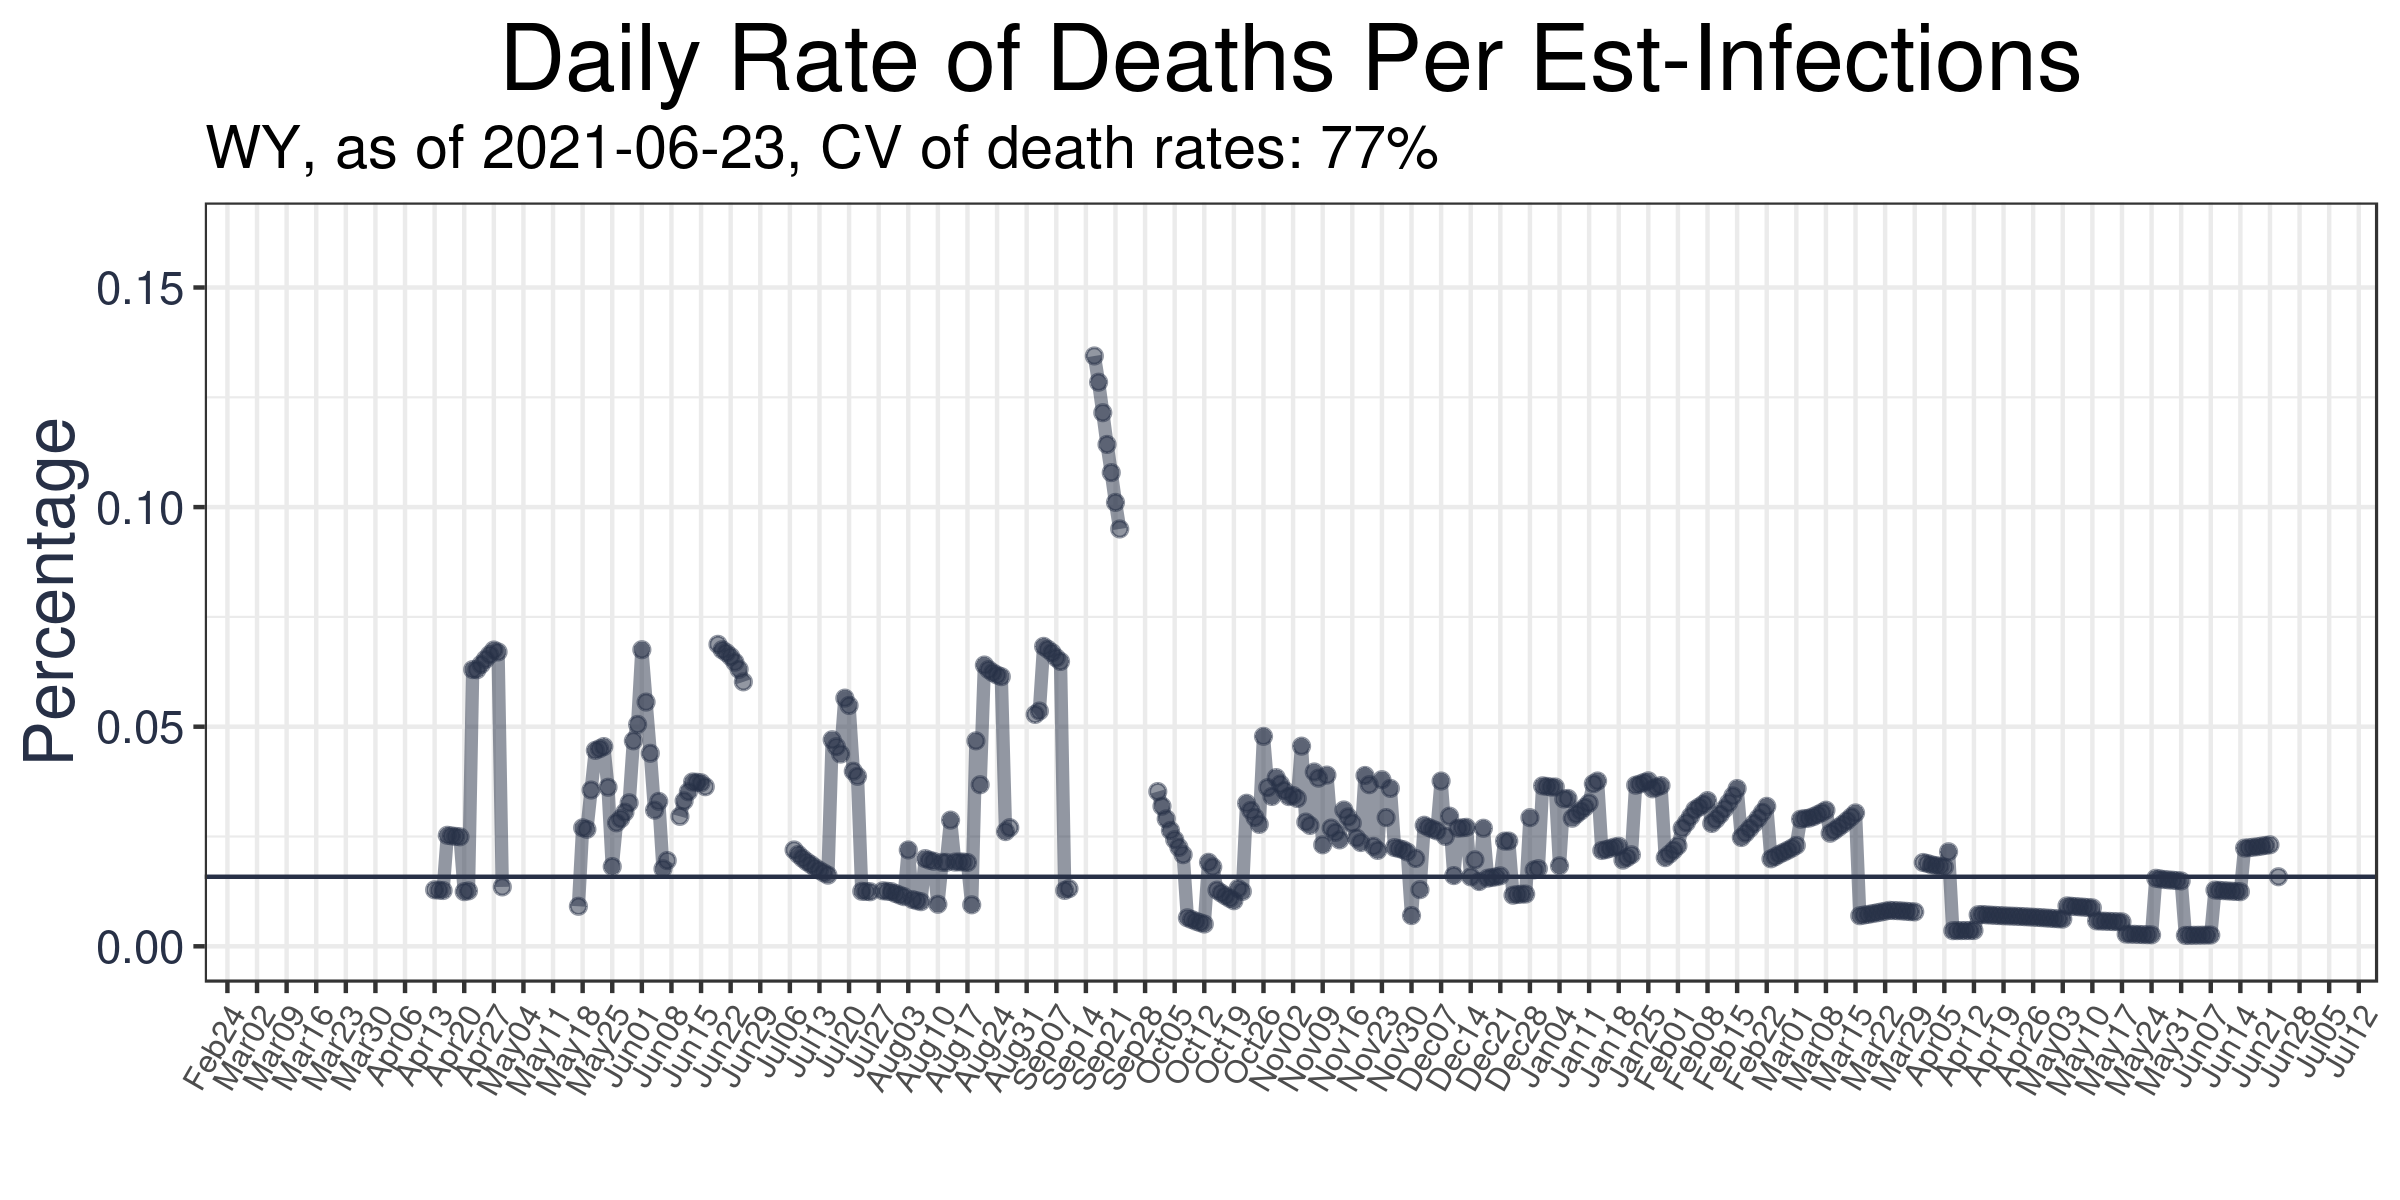 Daily Rate of Deaths Per Est-Infections
WY, as of 2021-06-23, CV of death rates: 77%
Percentage
0.15
0.10
0.05
0.00
Feb24
Mar02
Mar09
Mar16
Mar23
Mar30
Apr06
Apr13
Apr20
Apr27
May04
May11
May18
May25
Jun01
Jun08
Jun15
Jun22
Jun29
Jul06
Jul13
Jul20
Jul27
Aug03
Aug10
Aug17
Aug24
Aug31
Sep07
Sep14
Sep21
Sep28
Oct05
Oct12
Oct19
Oct26
Nov02
Nov09
Nov16
Nov23
Nov30
Dec07
Dec14
Dec21
Dec28
Jan04
Jan11
Jan18
Jan25
Feb01
Feb08
Feb15
Feb22
Mar01
Mar08
Mar15
Mar22
Mar29
Apr05
Apr12
Apr19
Apr26
May03
May10
May17
May24
May31
Jun07
Jun14
Jun21
Jun28
Jul05
Jul12